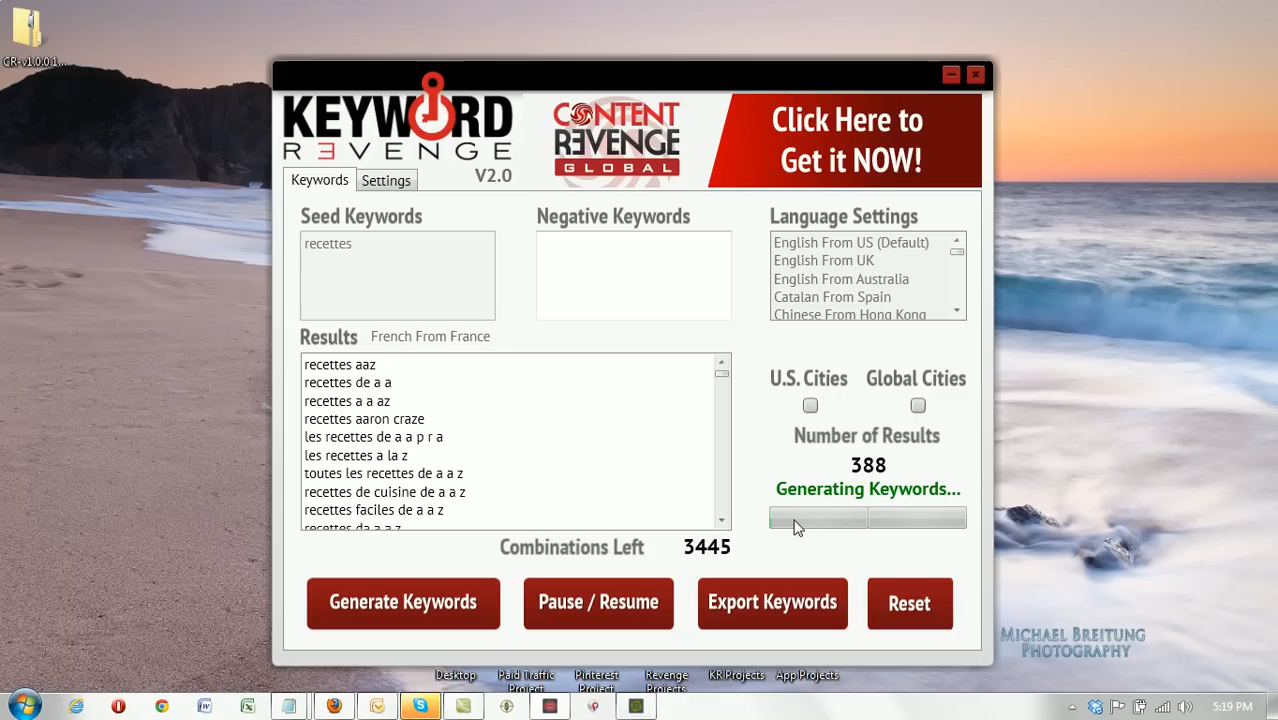 CR-v1.0.0.1...
KEYWORD
REVENGE
V2.0
CONTENT
REVENGE
GLOBAL
Click Here to
Get it NOW!
Keywords
Settings
Seed Keywords
Negative Keywords
Language Settings
recettes
English From US (Default)
English From UK
English From Australia
Catalan From Spain
Chinese From Hong Kong
Results
French From France
recettes aaz
recettes de a a
recettes a a az
recettes aaron craze
les recettes de a a p r a
les recettes a la z
toutes les recettes de a a z
recettes de cuisine de a a z
recettes faciles de a a z
recettes da a a z
U.S. Cities
Global Cities
Number of Results
388
Generating Keywords...
Combinations Left
3445
Generate Keywords
Pause / Resume
Export Keywords
Reset
MICHAEL BREITUNG
PHOTOGRAPHY
Desktop
Paid Traffic
Project
Pinterest
Project
Revenge
Projects
KR Projects
App Projects
5:19 PM